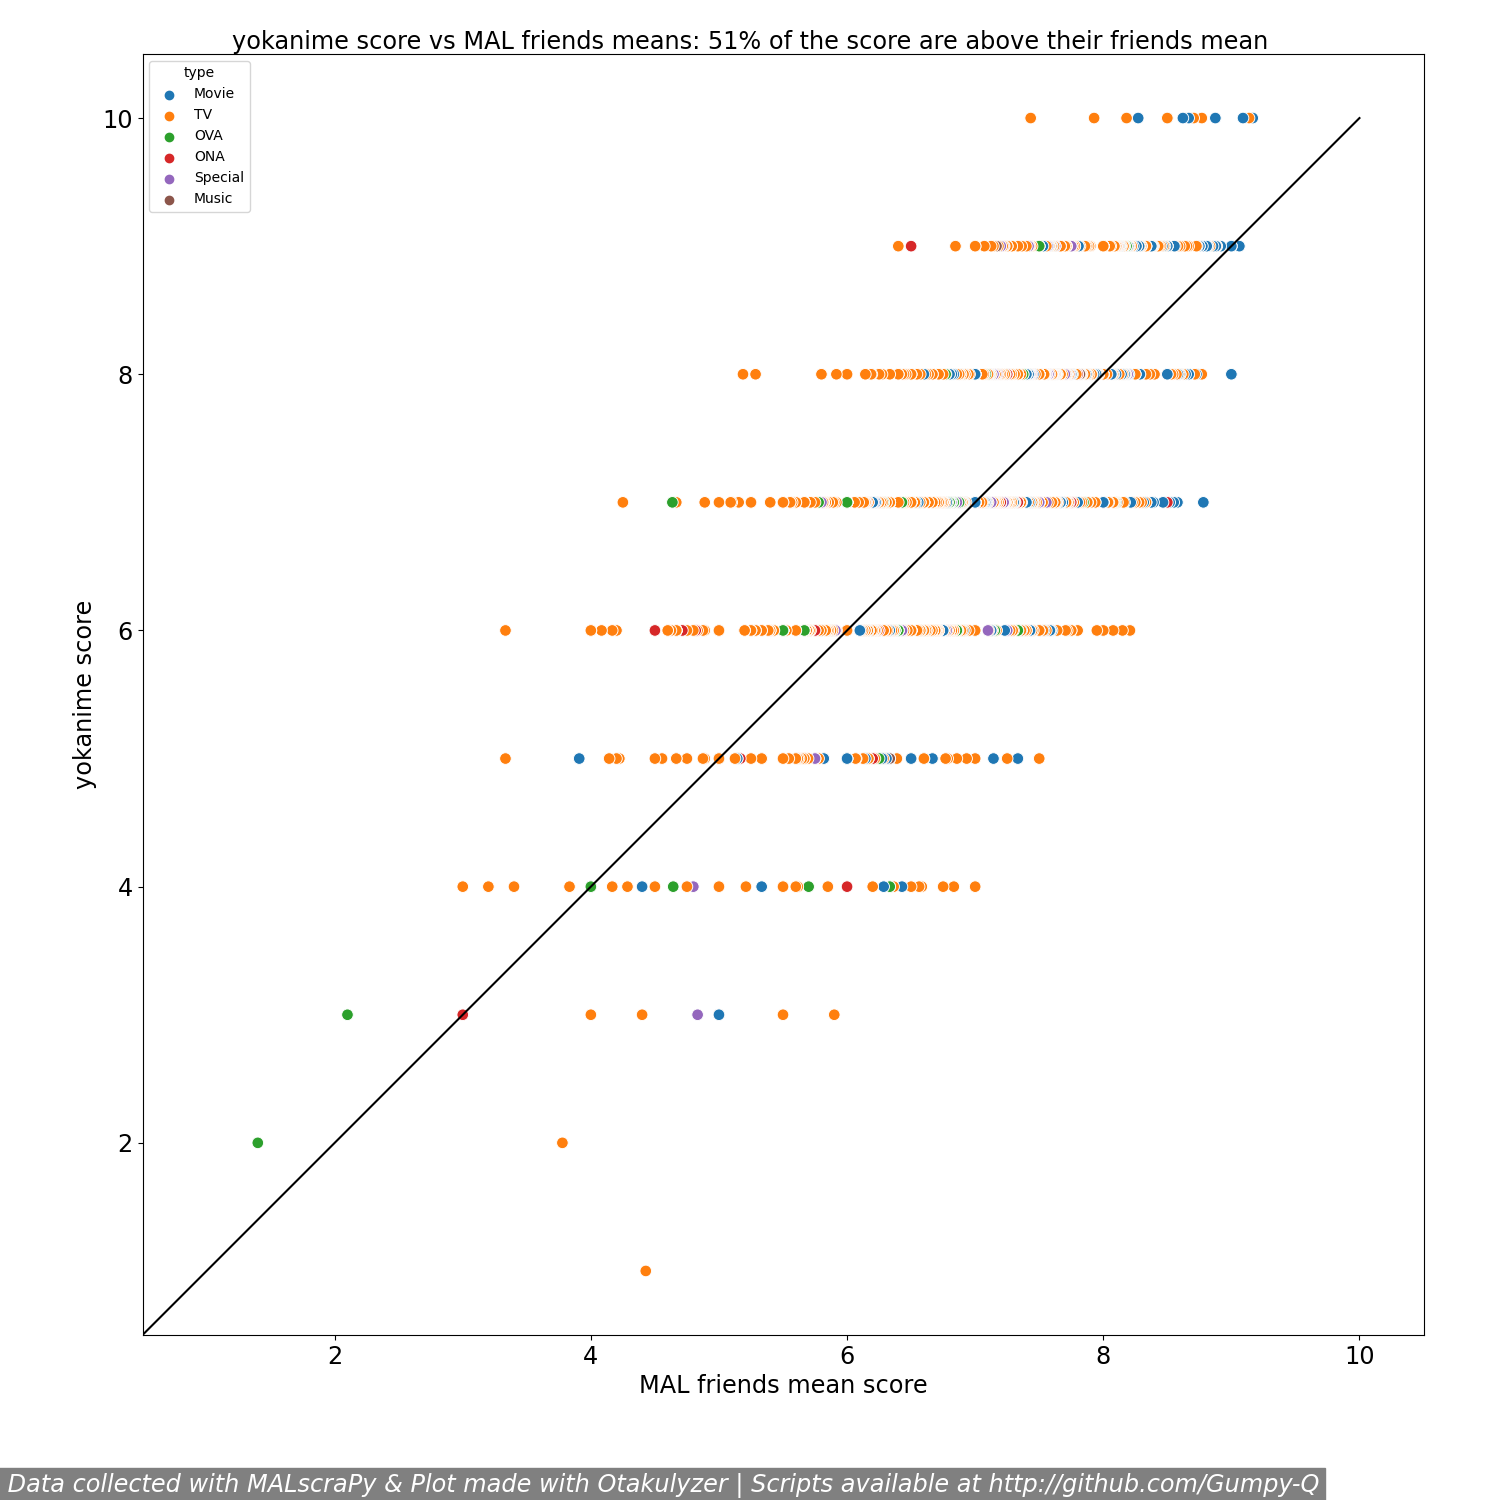 yokanime score vs MAL friends means: 51% of the score are above their friends mean
type
Movie
TV
OVA
ONA
Special
Music
10
8
6
4
2
yokanime score
2
4
6
8
10
MAL friends mean score
Data collected with MALscraPy & Plot made with Otakulyzer | Scripts available at http://github.com/Gumpy-Q